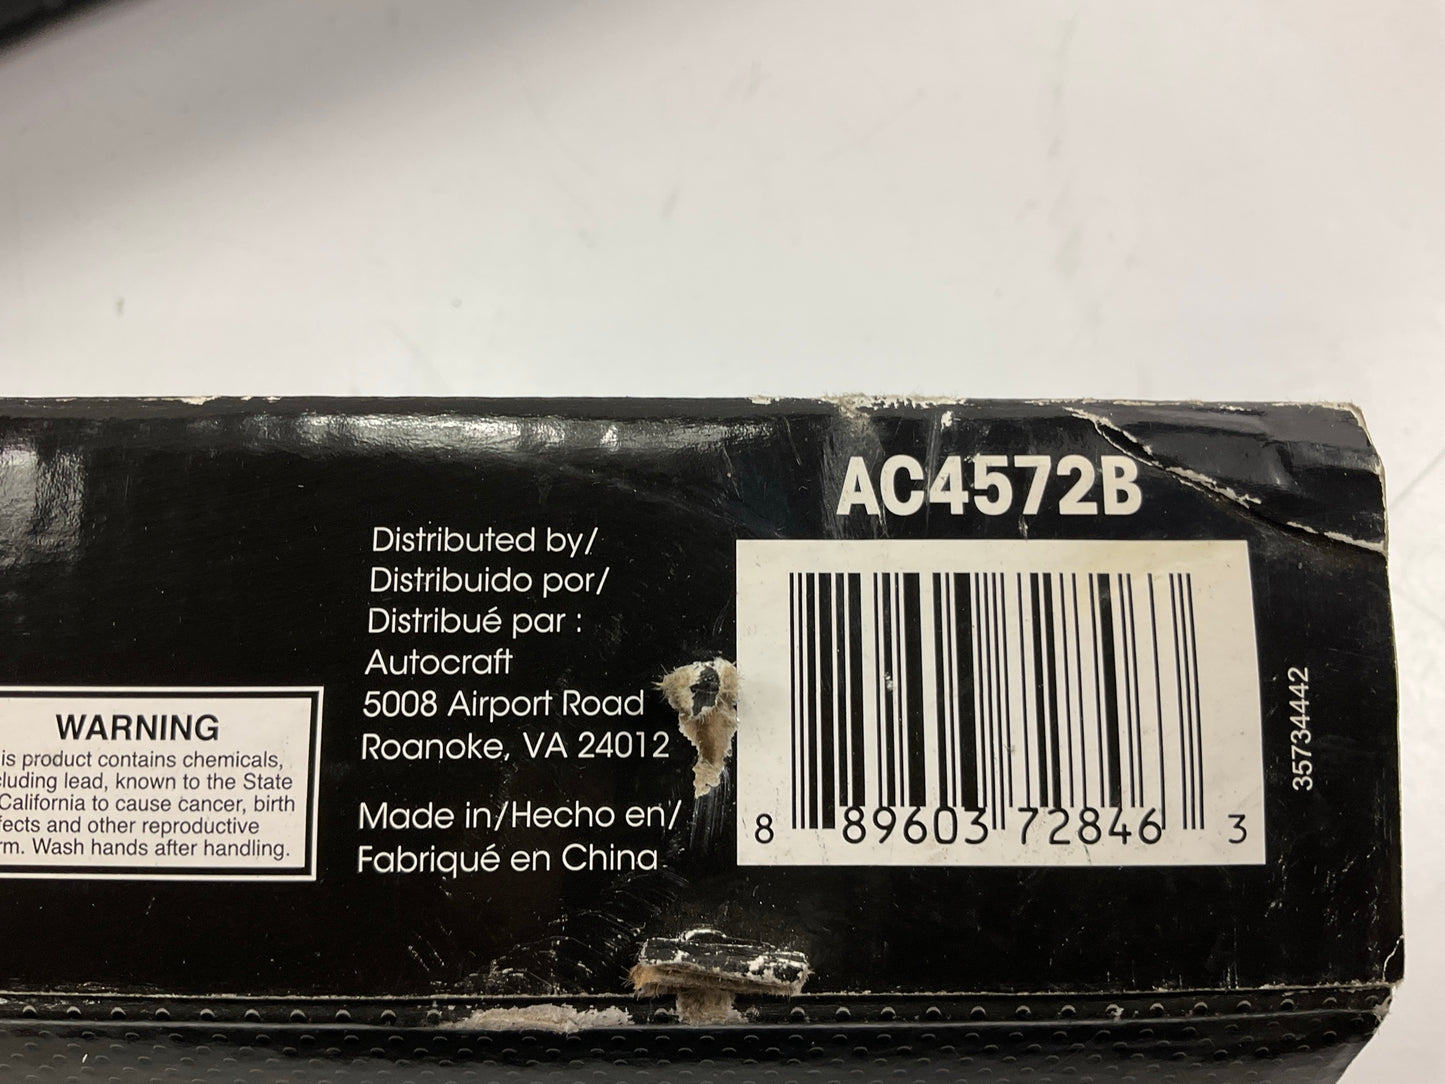 AC4572B
Distributed by/
Distribuido por/
Distribué par :
Autocraft
5008 Airport Road
Roanoke, VA 24012
Made in/Hecho en/
Fabriqué en China
WARNING
is product contains chemicals,
cluding lead, known to the State
California to cause cancer, birth
fects and other reproductive
rm. Wash hands after handling.
8 89603 72846 3
35734442